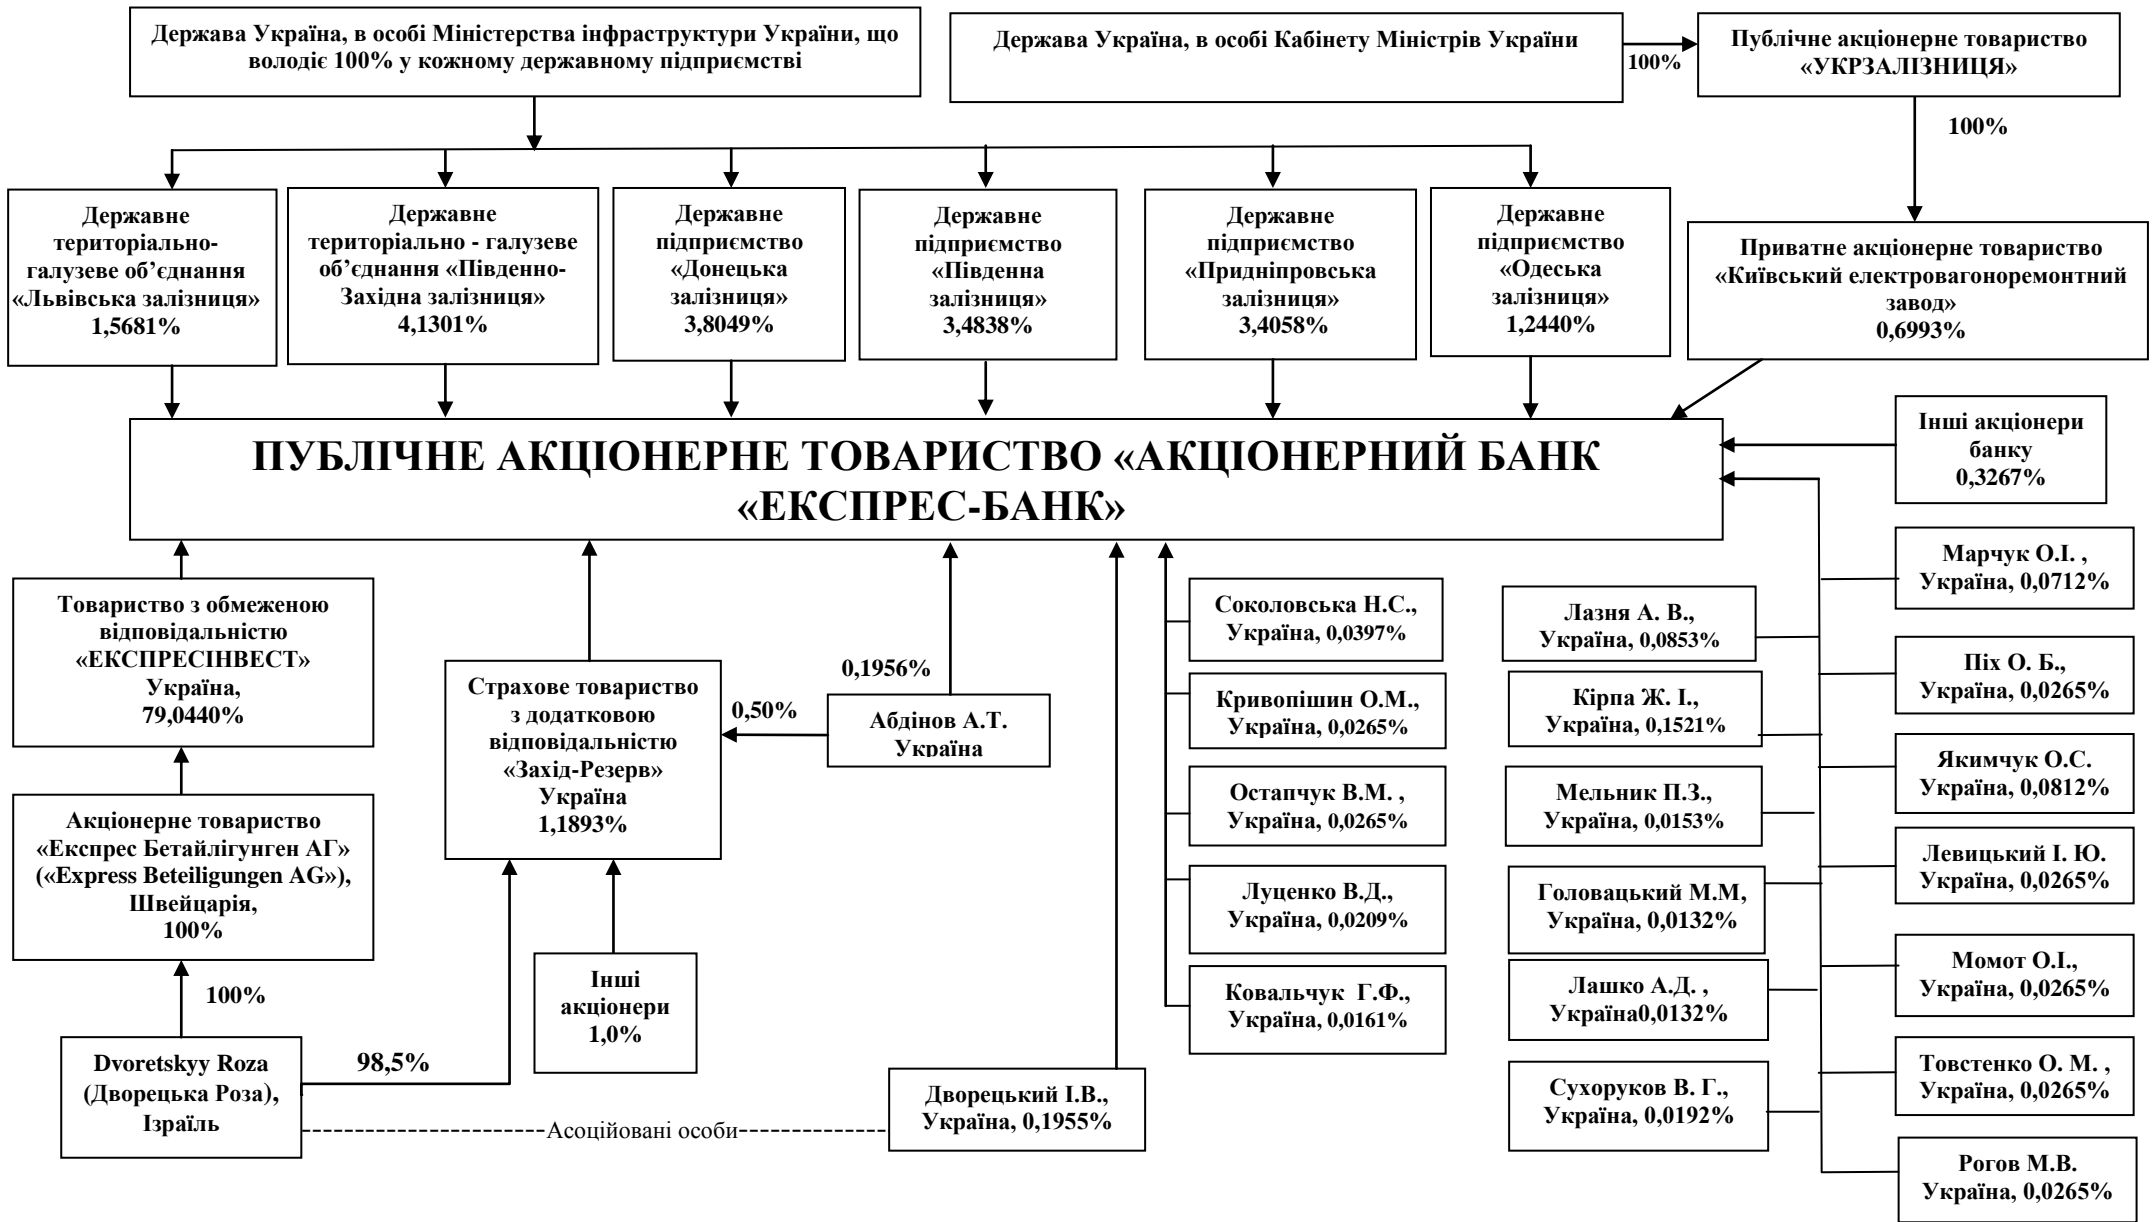 Держава Україна, в особі Міністерства інфраструктури України, що
володіє 100% у кожному державному підприємстві
Держава Україна, в особі Кабінету Міністрів України
100%
Публічне акціонерне товариство
«УКРЗАЛІЗНИЦЯ»
100%
Державне
територіально-
галузеве об’єднання
«Львівська залізниця»
1,5681%
Державне
територіально - галузеве
об’єднання «Південно-
Західна залізниця»
4,1301%
Державне
підприємство
«Донецька
залізниця»
3,8049%
Державне
підприємство
«Південна
залізниця»
3,4838%
Державне
підприємство
«Придніпровська
залізниця»
3,4058%
Державне
підприємство
«Одеська
залізниця»
1,2440%
Приватне акціонерне товариство
«Київський електровагоноремонтний
завод»
0,6993%
ПУБЛІЧНЕ АКЦІОНЕРНЕ ТОВАРИСТВО «АКЦІОНЕРНИЙ БАНК
«ЕКСПРЕС-БАНК»
Інші акціонери
банку
0,3267%
Товариство з обмеженою
відповідальністю
«ЕКСПРЕСІНВЕСТ»
Україна,
79,0440%
Акціонерне товариство
«Експрес Бетайлігунген АГ»
(«Express Beteiligungen AG»),
Швейцарія,
100%
100%
Dvoretskyy Roza
(Дворецька Роза),
Ізраїль
98,5%
Страхове товариство
з додатковою
відповідальністю
«Захід-Резерв»
Україна
1,1893%
Інші
акціонери
1,0%
0,50%
0,1956%
Абдінов А.Т.
Україна
Асоційовані особи
Дворецький І.В.,
Україна, 0,1955%
Соколовська Н.С.,
Україна, 0,0397%
Кривопішин О.М.,
Україна, 0,0265%
Остапчук В.М. ,
Україна, 0,0265%
Луценко В.Д.,
Україна, 0,0209%
Ковальчук Г.Ф.,
Україна, 0,0161%
Лазня А. В.,
Україна, 0,0853%
Кірпа Ж. І.,
Україна, 0,1521%
Мельник П.З.,
Україна, 0,0153%
Головацький М.М,
Україна, 0,0132%
Лашко А.Д. ,
Україна0,0132%
Сухоруков В. Г.,
Україна, 0,0192%
Марчук О.І. ,
Україна, 0,0712%
Піх О. Б.,
Україна, 0,0265%
Якимчук О.С.
Україна, 0,0812%
Левицький І. Ю.
Україна, 0,0265%
Момот О.І.,
Україна, 0,0265%
Товстенко О. М. ,
Україна, 0,0265%
Рогов М.В.
Україна, 0,0265%